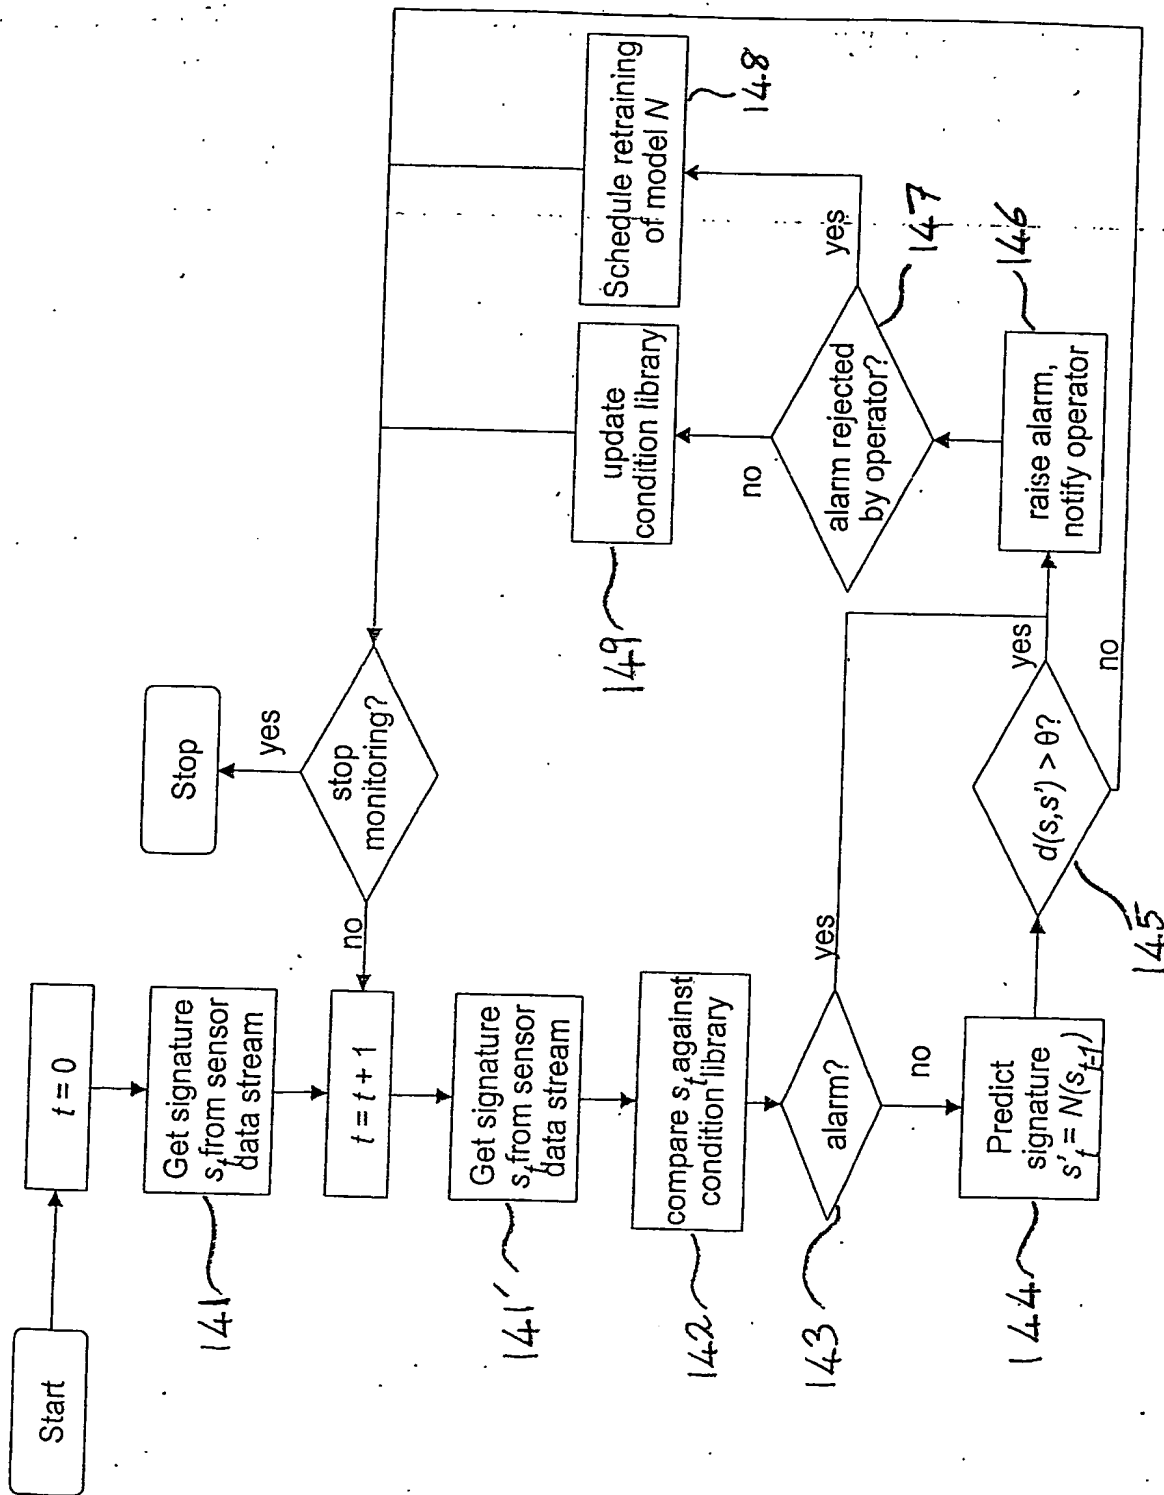 Start
t = 0
Get signature
s_t from sensor
data stream
141
t = t + 1
Get signature
s_t from sensor
data stream
141'
compare s_t against
condition library
142
alarm?
143
yes
no
Predict
signature
s'_t = N(s_{t-1})
144
d(s,s') > θ?
145
yes
no
raise alarm,
notify operator
146
alarm rejected
by operator?
147
yes
no
Schedule retraining
of model N
148
update
condition library
149
stop
monitoring?
no
yes
Stop